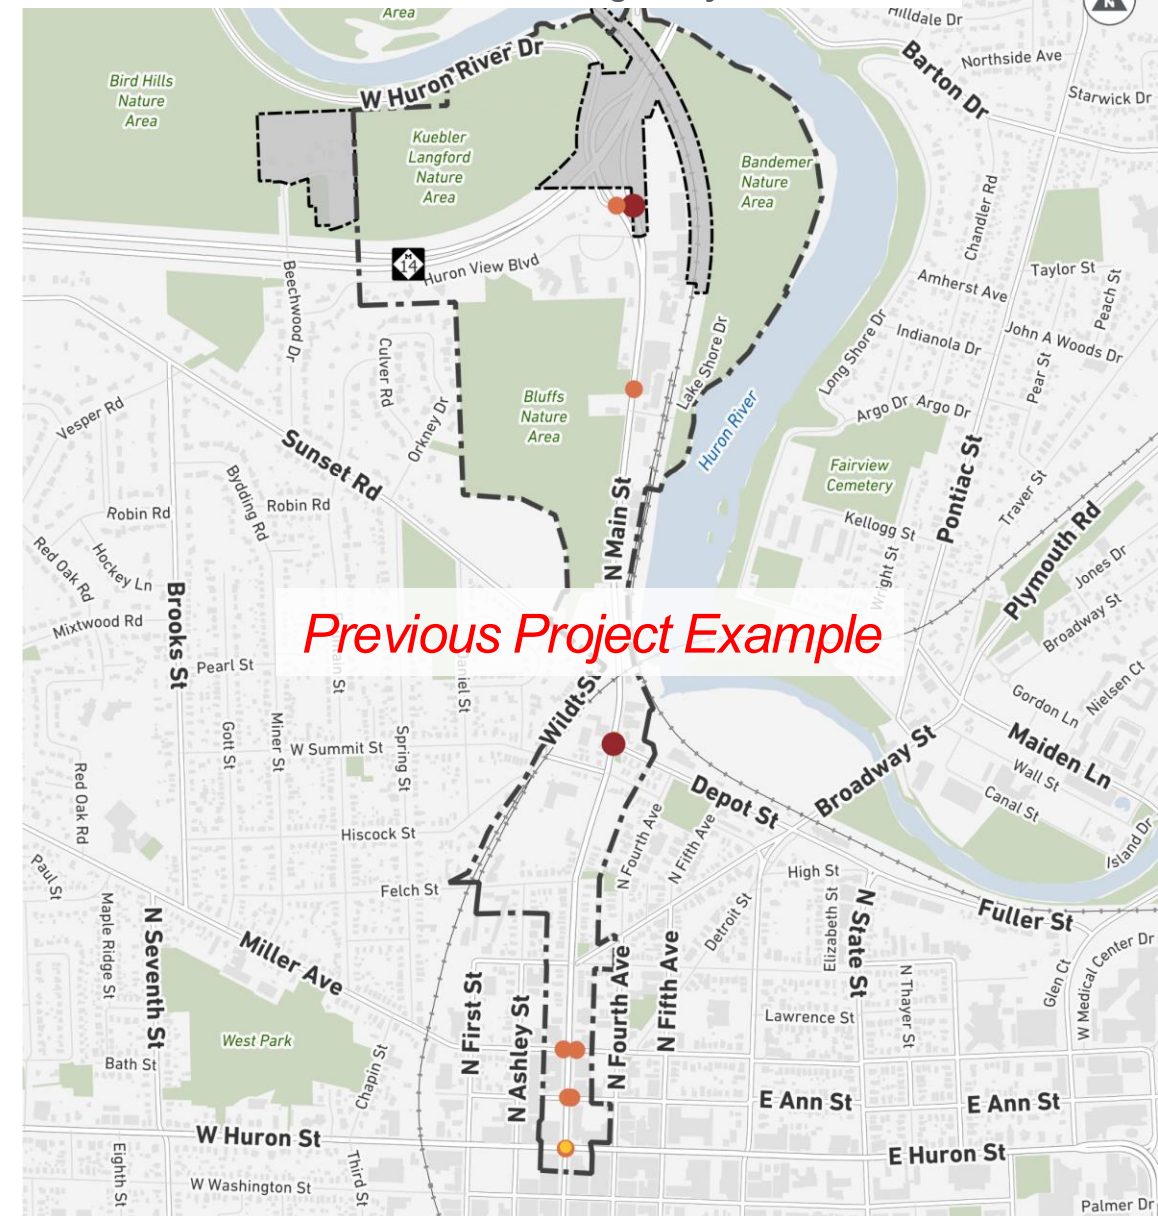 Area
Hilldale Dr
N
Barton Dr
Northside Ave
Starwick Dr
W Huron River Dr
Bird Hills
Nature
Area
Kuebler
Langford
Nature
Area
Bandemer
Nature
Area
Chandler Rd
M
14
Huron View Blvd
Beechwood Dr
Taylor St
Peach St
Amherst Ave
John A Woods Dr
Indianola Dr
Pear St
Long Shore Dr
Lake Shore Dr
Culver Rd
Orkney Dr
Vesper Rd
Bluffs
Nature
Area
Argo Dr
Argo Dr
Huron River
Sunset Rd
Fairview
Cemetery
Pontiac St
Traver St
Bydding Rd
Robin Rd
Robin Rd
N Main St
Kellogg St
Plymouth Rd
Red Oak Rd
Hockey Ln
Wright St
Jones Dr
Broadway St
Brooks St
Mixtwood Rd
Previous Project Example
Pearl St
Wildt St
Gordon Ln
Nielsen Ct
Gott St
Miner St
W Summit St
Spring St
Broadway St
Maiden Ln
Wall St
Canal St
Depot St
Red Oak Rd
Hiscock St
N Fourth Ave
N Fifth Ave
Island Dr
Paul St
Felch St
High St
Maple Ridge St
N Seventh St
Miller Ave
Detroit St
Elizabeth St
N State St
Fuller St
N First St
N Ashley St
N Fourth Ave
N Fifth Ave
N Thayer St
Glen Ct
W Medical Center Dr
Lawrence St
West Park
Bath St
Chapin St
E Ann St
E Ann St
W Huron St
E Huron St
Eighth St
Third St
W Washington St
Palmer Dr